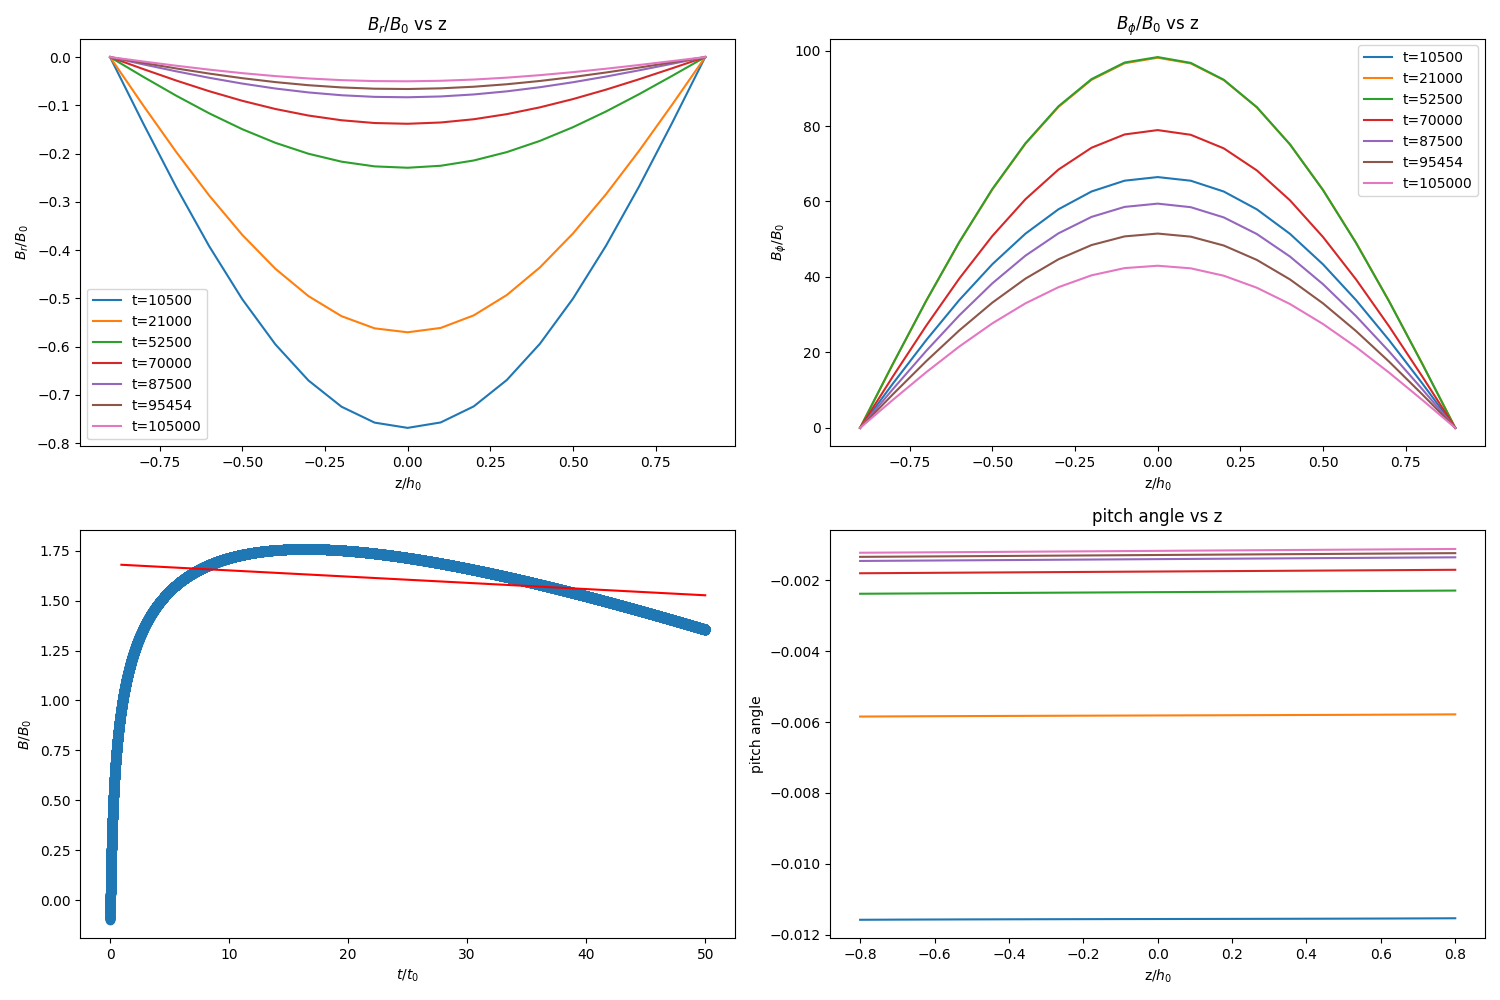 B_r/B_0 vs z
0.0
−0.1
−0.2
−0.3
−0.4
−0.5
−0.6
−0.7
−0.8
B_r/B_0
t=10500
t=21000
t=52500
t=70000
t=87500
t=95454
t=105000
−0.75 −0.50 −0.25 0.00 0.25 0.50 0.75
z/h_0
B_ϕ/B_0 vs z
100
80
60
40
20
0
B_ϕ/B_0
t=10500
t=21000
t=52500
t=70000
t=87500
t=95454
t=105000
−0.75 −0.50 −0.25 0.00 0.25 0.50 0.75
z/h_0
1.75
1.50
1.25
1.00
0.75
0.50
0.25
0.00
B/B_0
0 10 20 30 40 50
t/t_0
pitch angle vs z
−0.002
−0.004
−0.006
−0.008
−0.010
−0.012
pitch angle
−0.8 −0.6 −0.4 −0.2 0.0 0.2 0.4 0.6 0.8
z/h_0